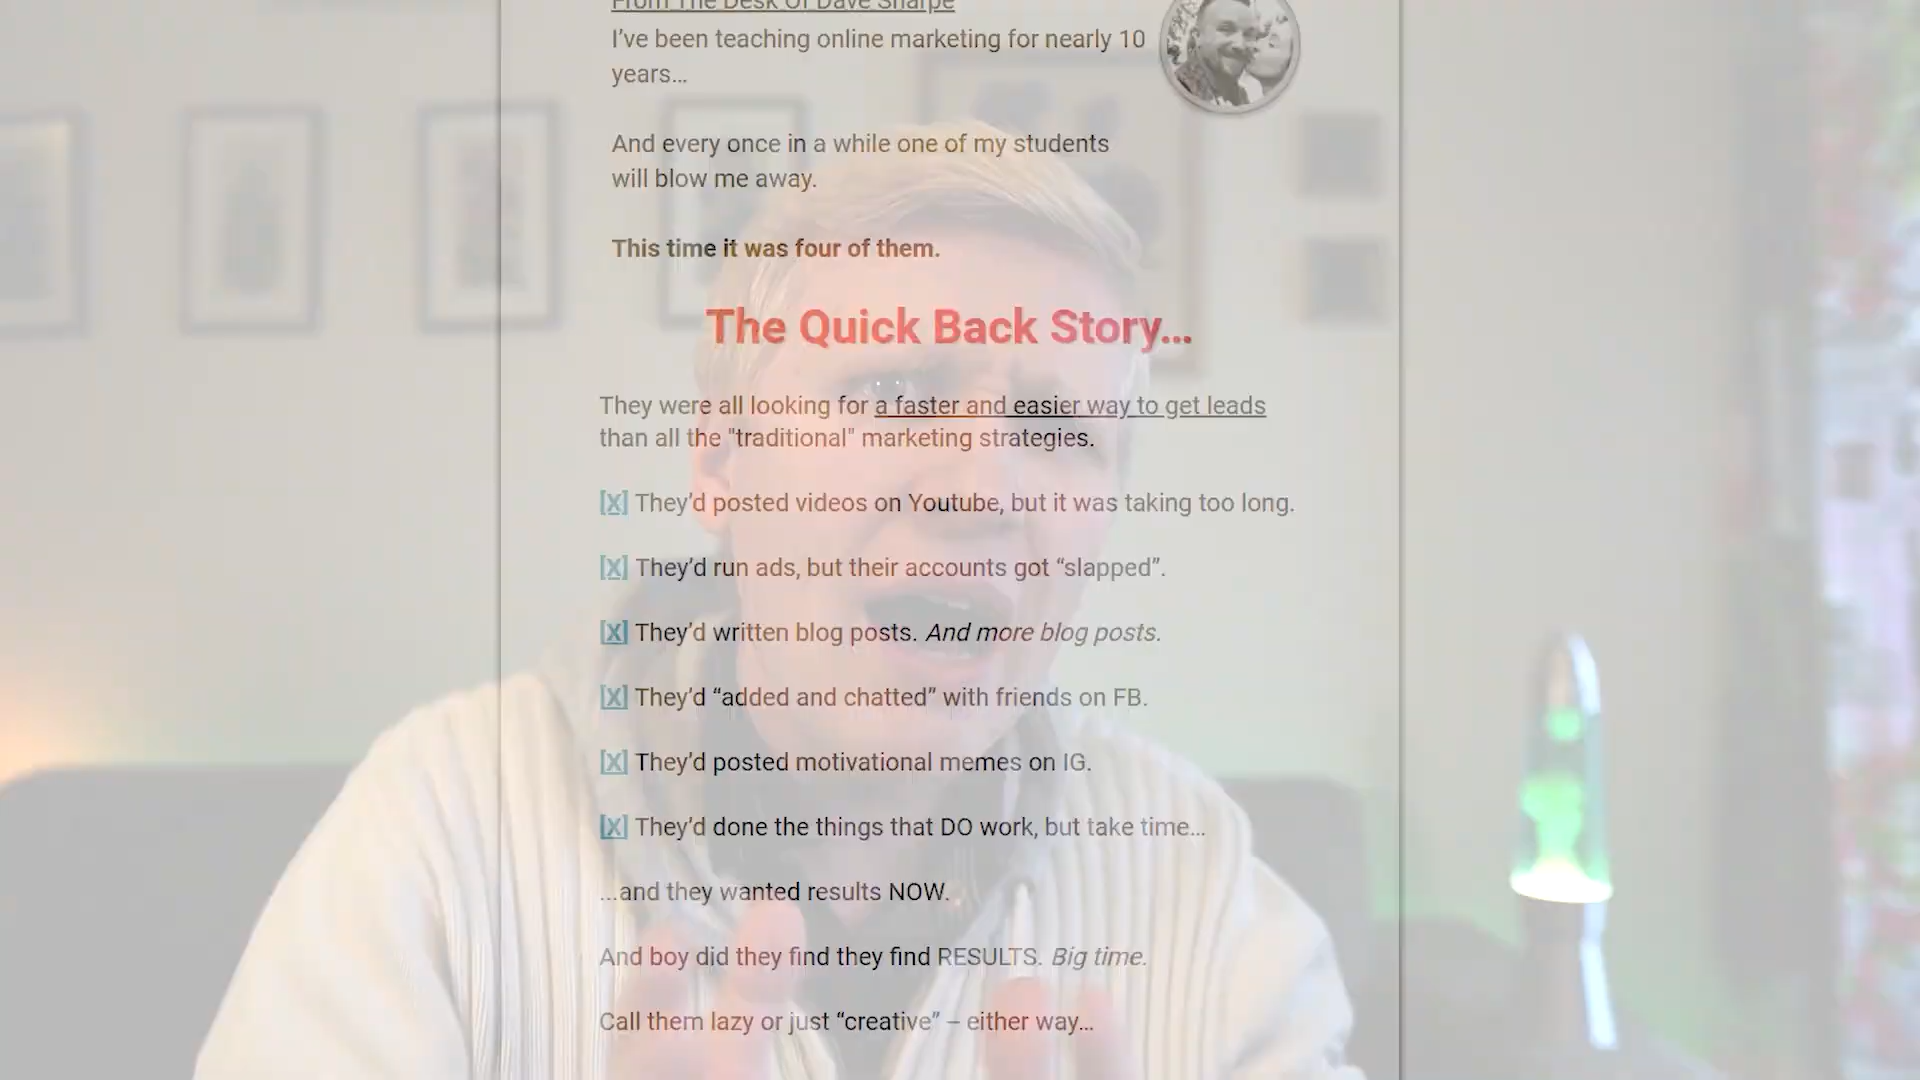 From The Desk Of Dave Sharpe
I’ve been teaching online marketing for nearly 10
years...
And every once in a while one of my students
will blow me away.
This time it was four of them.
The Quick Back Story...
They were all looking for a faster and easier way to get leads
than all the "traditional" marketing strategies.
[X] They’d posted videos on Youtube, but it was taking too long.
[X] They’d run ads, but their accounts got “slapped”.
[X] They’d written blog posts. And more blog posts.
[X] They’d “added and chatted” with friends on FB.
[X] They’d posted motivational memes on IG.
[X] They’d done the things that DO work, but take time...
...and they wanted results NOW.
And boy did they find they find RESULTS. Big time.
Call them lazy or just “creative” – either way...